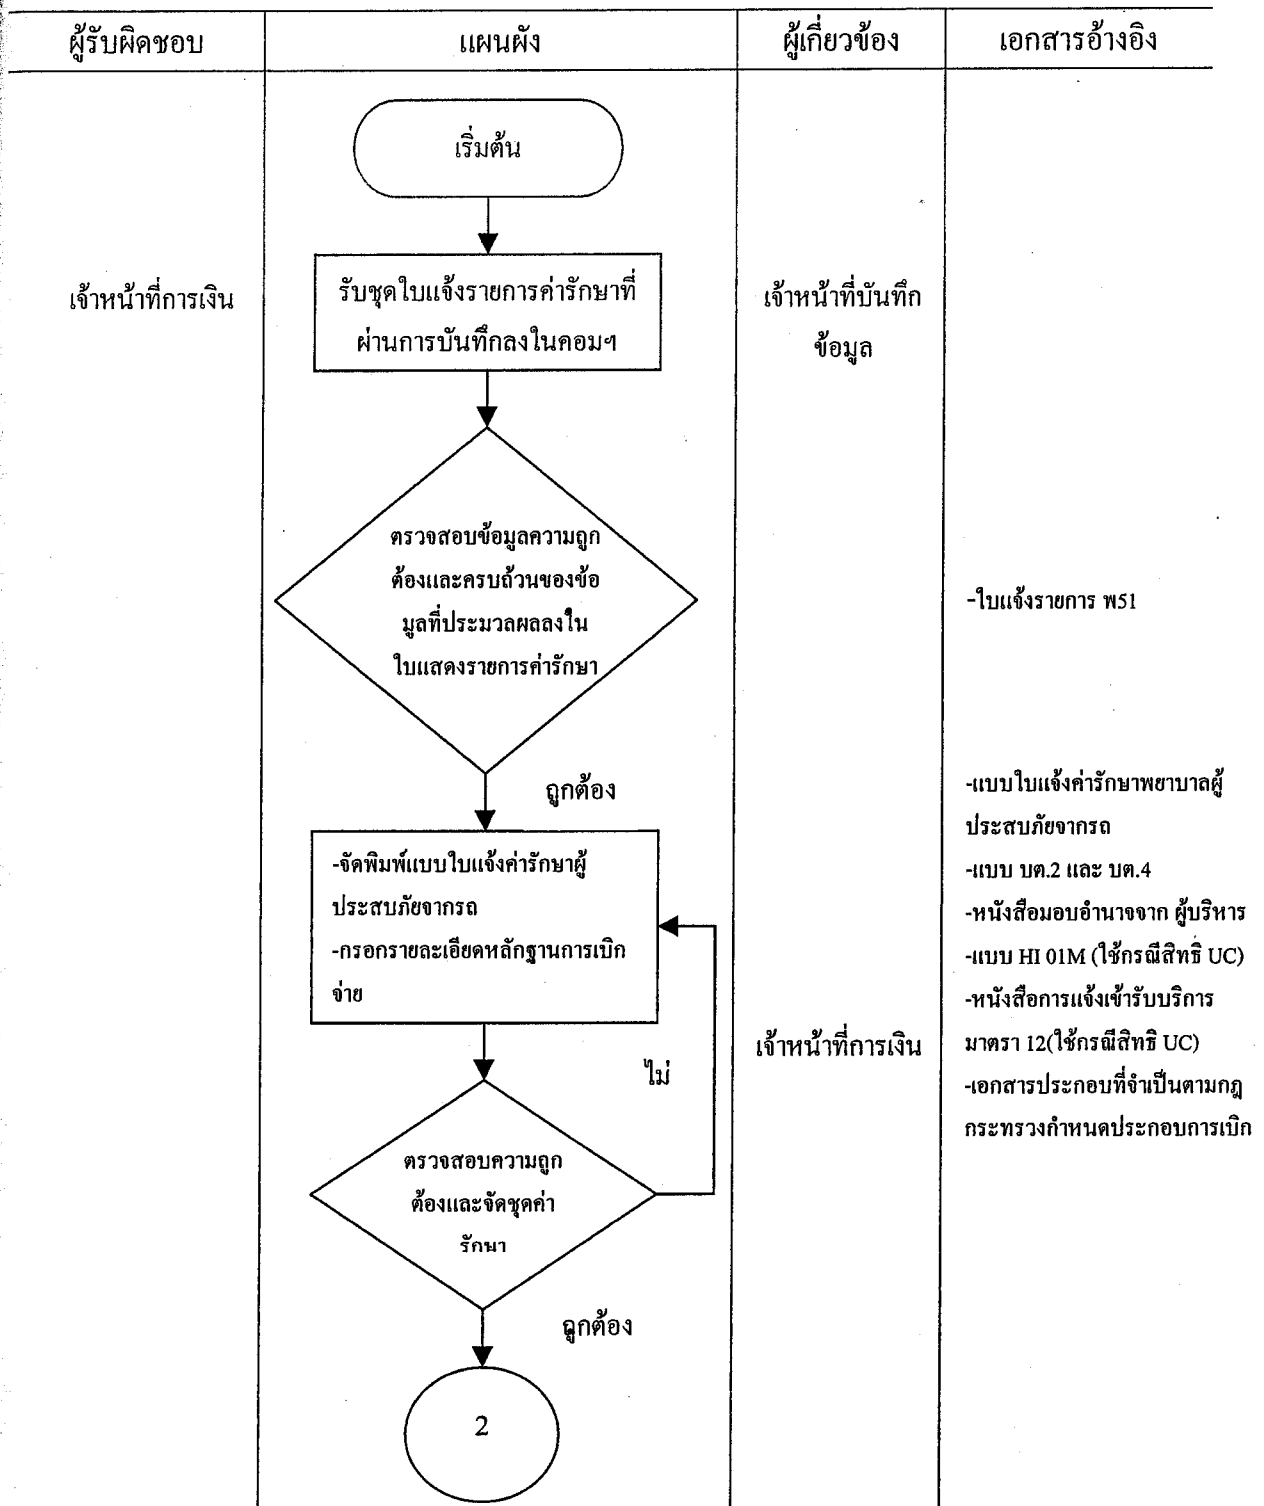 ผู้รับผิดชอบ
แผนผัง
ผู้เกี่ยวข้อง
เอกสารอ้างอิง
เริ่มต้น
เจ้าหน้าที่การเงิน
รับชุดใบแจ้งรายการค่ารักษาที่
ผ่านการบันทึกลงในคอมฯ
เจ้าหน้าที่บันทึก
ข้อมูล
ตรวจสอบข้อมูลความถูก
ต้องและครบถ้วนของข้อ
มูลที่ประมวลผลลงใน
ใบแสดงรายการค่ารักษา
-ใบแจ้งรายการ พ51
ถูกต้อง
-จัดพิมพ์แบบใบแจ้งค่ารักษาผู้
ประสบภัยจากรถ
-กรอกรายละเอียดหลักฐานการเบิก
จ่าย
-แบบใบแจ้งค่ารักษาพยาบาลผู้
ประสบภัยจากรถ
-แบบ บต.2 และ บต.4
-หนังสือมอบอำนาจจาก ผู้บริหาร
-แบบ HI 01M (ใช้กรณีสิทธิ UC)
-หนังสือการแจ้งเข้ารับบริการ
มาตรา 12(ใช้กรณีสิทธิ UC)
-เอกสารประกอบที่จำเป็นตามกฎ
กระทรวงกำหนดประกอบการเบิก
เจ้าหน้าที่การเงิน
ไม่
ตรวจสอบความถูก
ต้องและจัดชุดค่า
รักษา
ถูกต้อง
2